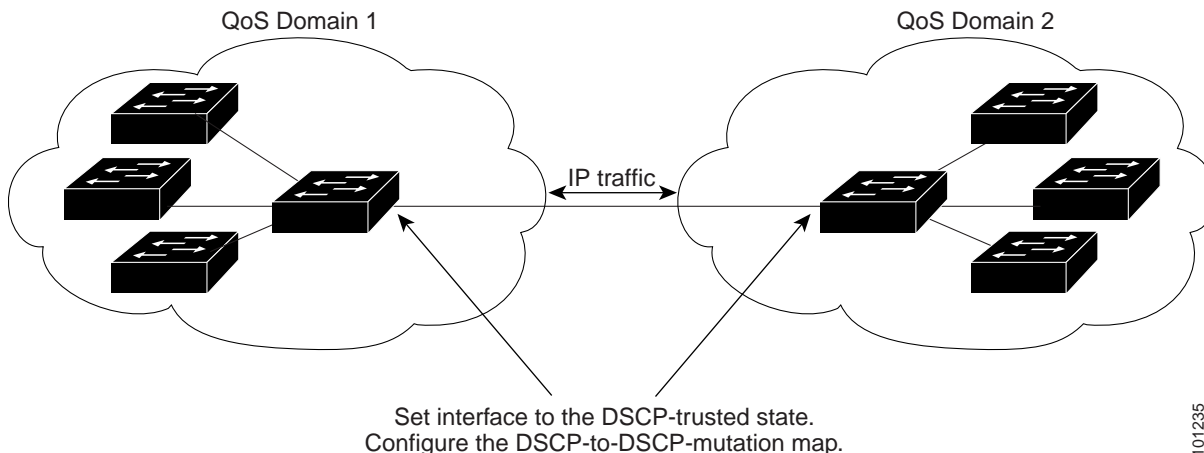 QoS Domain 1
QoS Domain 2
IP traffic
Set interface to the DSCP-trusted state.
Configure the DSCP-to-DSCP-mutation map.
101235